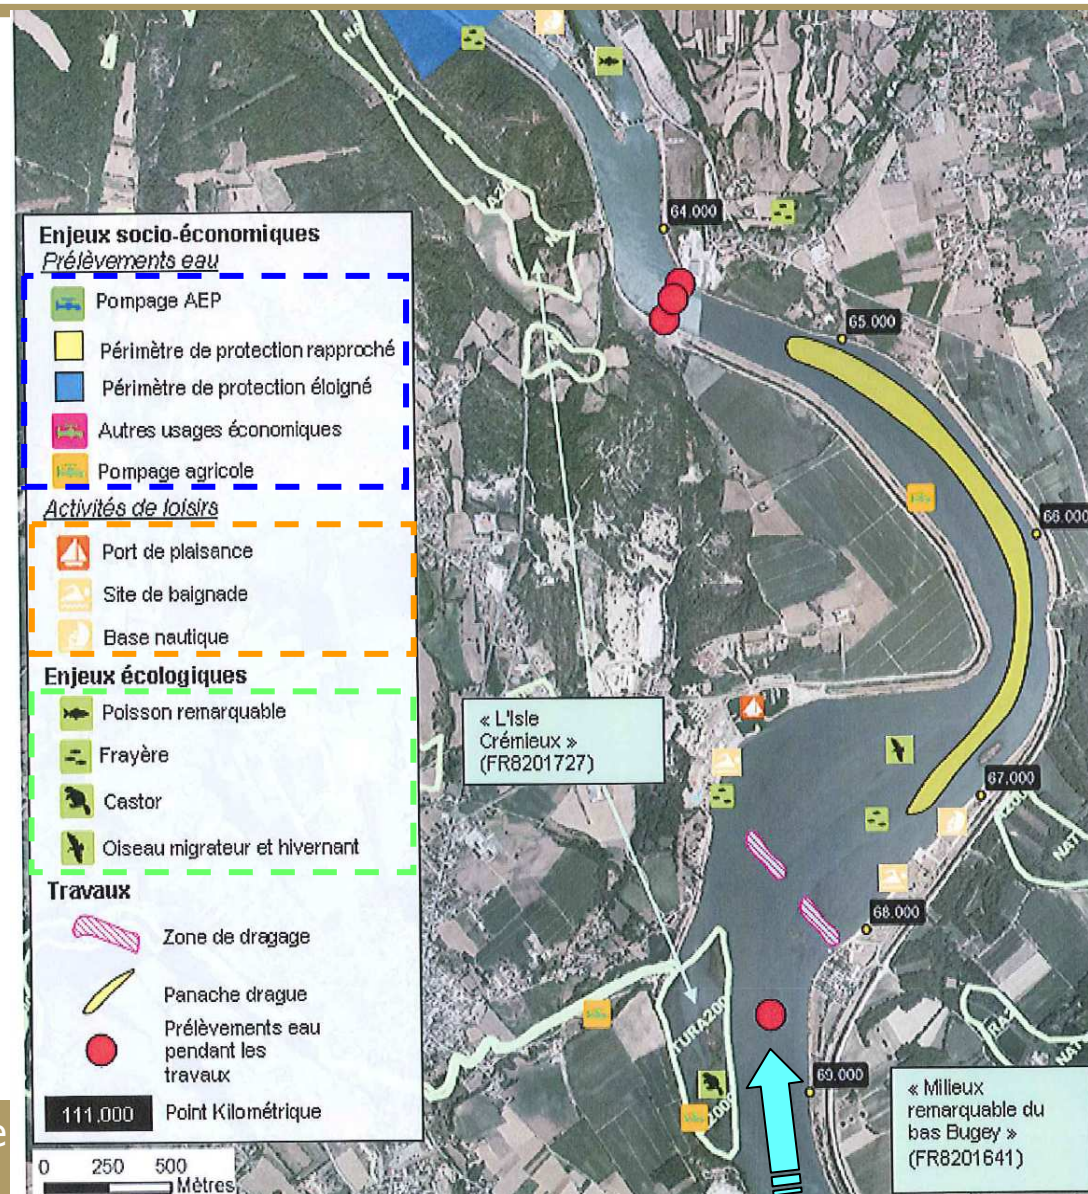 Enjeux socio-économiques
Prélèvements eau
Pompage AEP
Périmètre de protection rapproché
Périmètre de protection éloigné
Autres usages économiques
Pompage agricole
Activités de loisirs
Port de plaisance
Site de baignade
Base nautique
Enjeux écologiques
Poisson remarquable
Frayère
Castor
Oiseau migrateur et hivernant
Travaux
Zone de dragage
Panache drague
Prélèvements eau
pendant les
travaux
111,000 Point Kilométrique
0 250 500
Mètres
64.000
65.000
66.000
67.000
68.000
69.000
« L'Isle
Crémieux »
(FR8201727)
« Milieux
remarquable du
bas Bugey »
(FR8201641)
NAT
NAT
TURA200
e